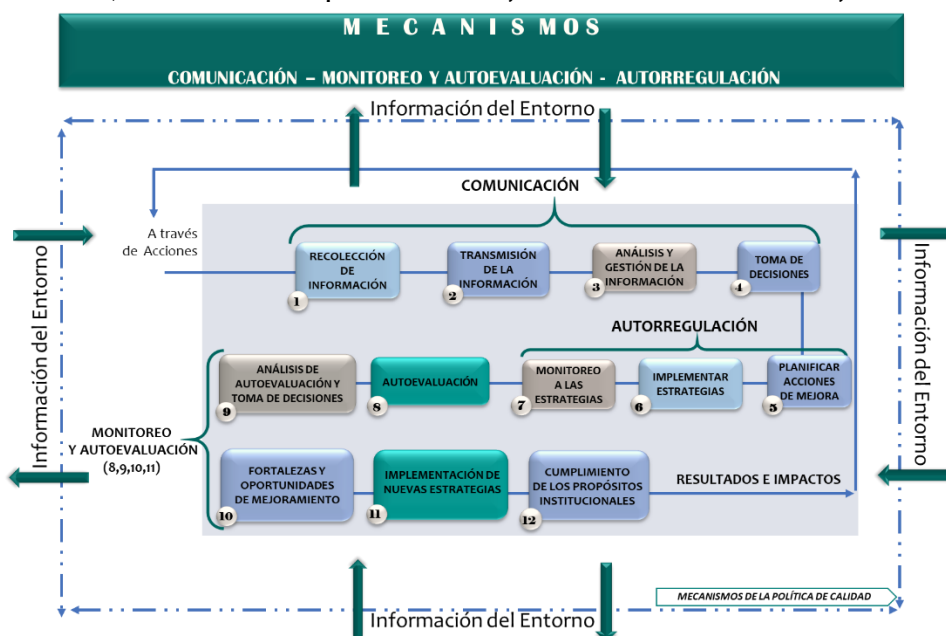 MECANISMOS
COMUNICACIÓN – MONITOREO Y AUTOEVALUACIÓN - AUTORREGULACIÓN
Información del Entorno
COMUNICACIÓN
A través
de Acciones
RECOLECCIÓN
DE
INFORMACIÓN
1
TRANSMISIÓN
DE LA
INFORMACIÓN
2
ANÁLISIS Y
GESTIÓN DE LA
INFORMACIÓN
3
TOMA DE
DECISIONES
4
Información del Entorno
Información del Entorno
AUTORREGULACIÓN
ANÁLISIS DE
AUTOEVALUACIÓN Y
TOMA DE DECISIONES
9
AUTOEVALUACIÓN
8
MONITOREO
A LAS
ESTRATEGIAS
7
IMPLEMENTAR
ESTRATEGIAS
6
PLANIFICAR
ACCIONES
DE MEJORA
5
MONITOREO
Y AUTOEVALUACIÓN
(8,9,10,11)
FORTALEZAS Y
OPORTUNIDADES
DE MEJORAMIENTO
10
IMPLEMENTACIÓN DE
NUEVAS ESTRATEGIAS
11
CUMPLIMIENTO
DE LOS PROPÓSITOS
INSTITUCIONALES
12
RESULTADOS E IMPACTOS
MECANISMOS DE LA POLÍTICA DE CALIDAD
Información del Entorno